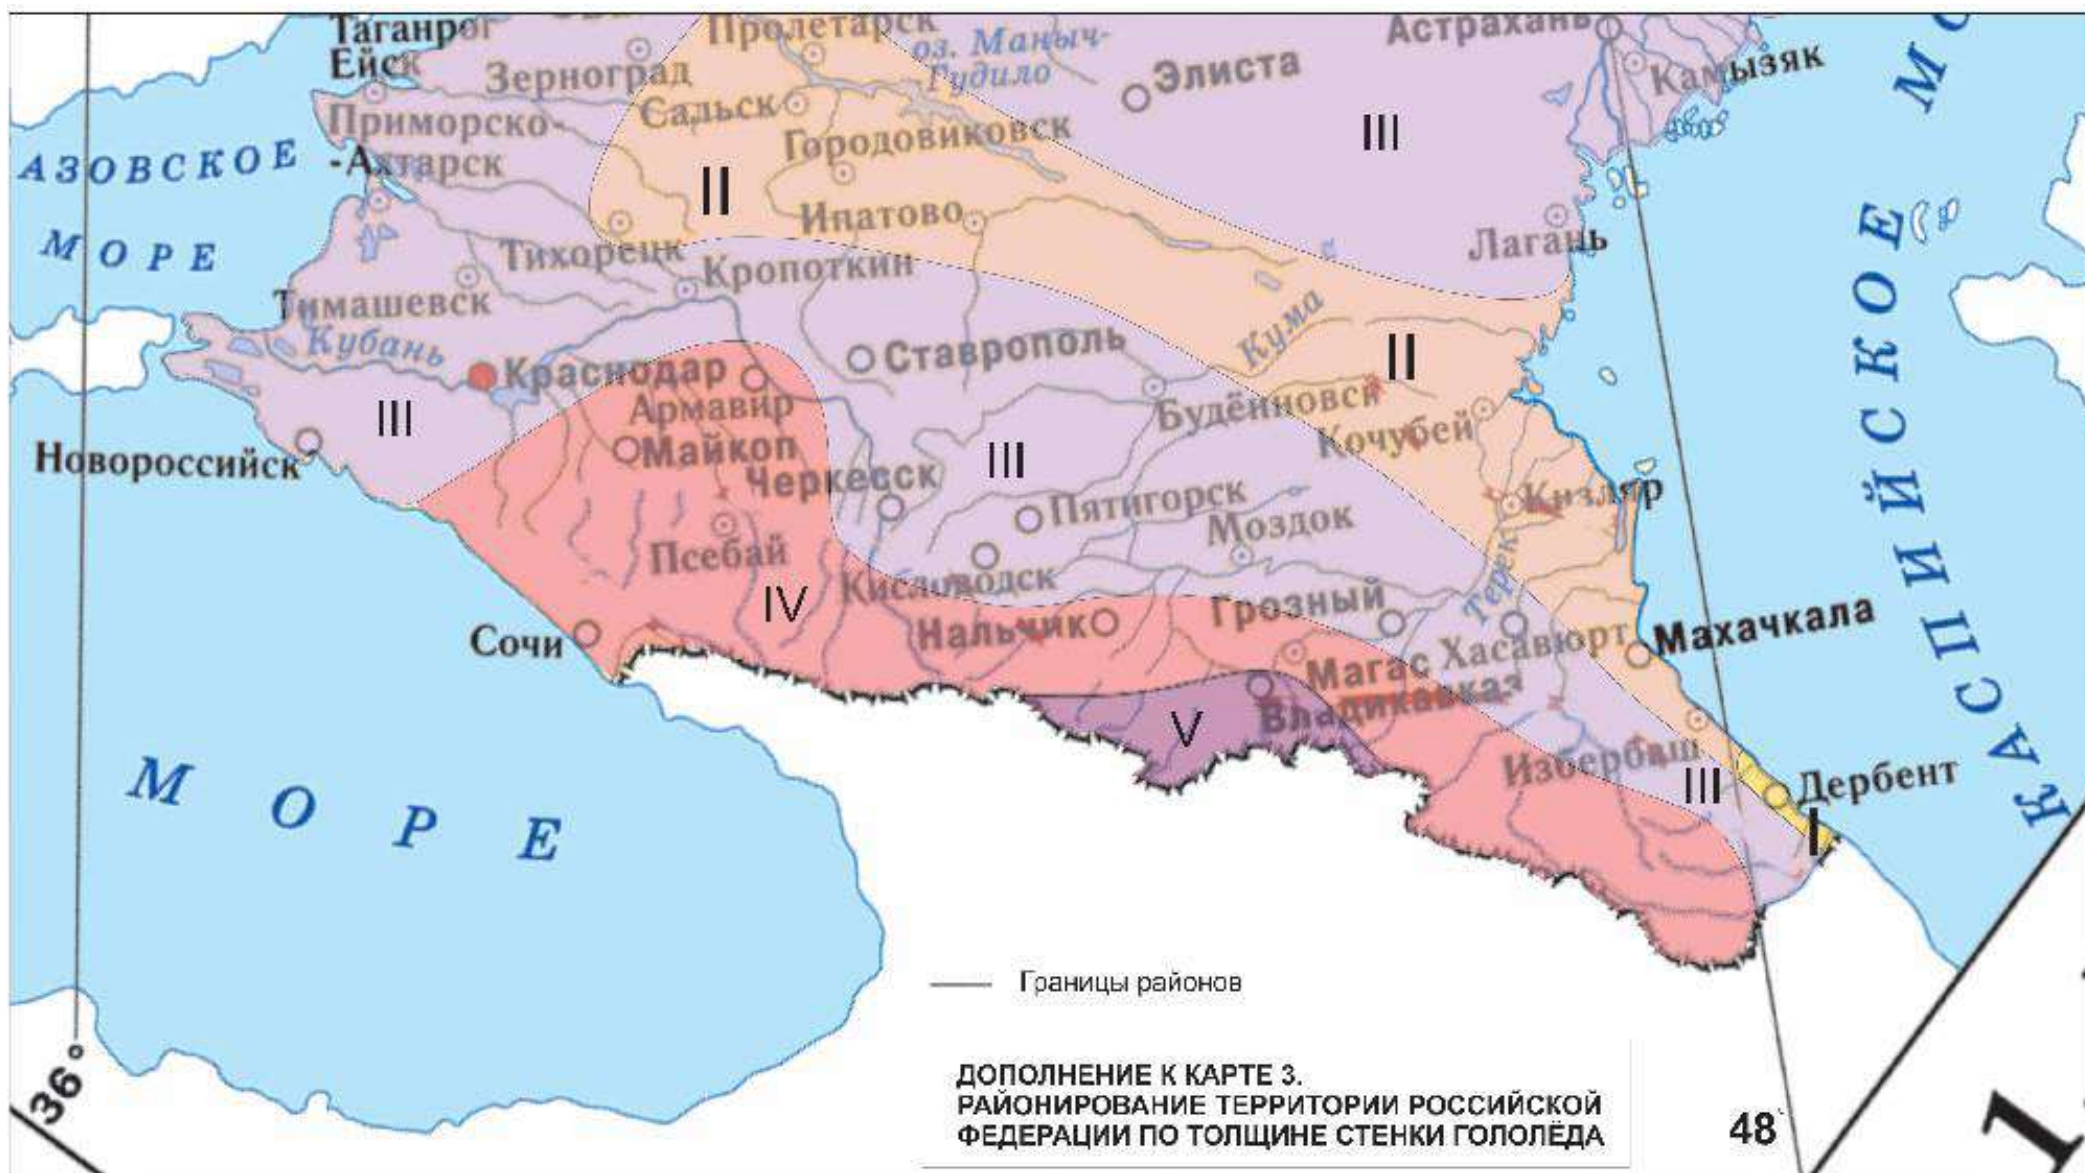 Таганрог
Пролетарск
Астрахань
Ейск
Зерноград
оз. Маныч-
Гудило
Элиста
Камызяк
Приморско-
-Ахтарск
Сальск
Городовиковск
III
АЗОВСКОЕ
МОРЕ
II
Ипатово
Лагань
Тихорецк
Кропоткин
Тимашевск
Кубань
Краснодар
Ставрополь
Кума
II
Армавир
Будённовск
III
Новороссийск
Майкоп
Черкесск
III
Кочубей
Пятигорск
Кизляр
Моздок
Псебай
Кисловодск
IV
Терек
Грозный
Нальчик
Сочи
Хасавюрт
Махачкала
Магас
Владикавказ
V
Избербаш
III
Дербент
I
КАСПИЙСКОЕ
МО
МОРЕ
Границы районов
ДОПОЛНЕНИЕ К КАРТЕ 3.
РАЙОНИРОВАНИЕ ТЕРРИТОРИИ РОССИЙСКОЙ
ФЕДЕРАЦИИ ПО ТОЛЩИНЕ СТЕНКИ ГОЛОЛЁДА
36°
48
1